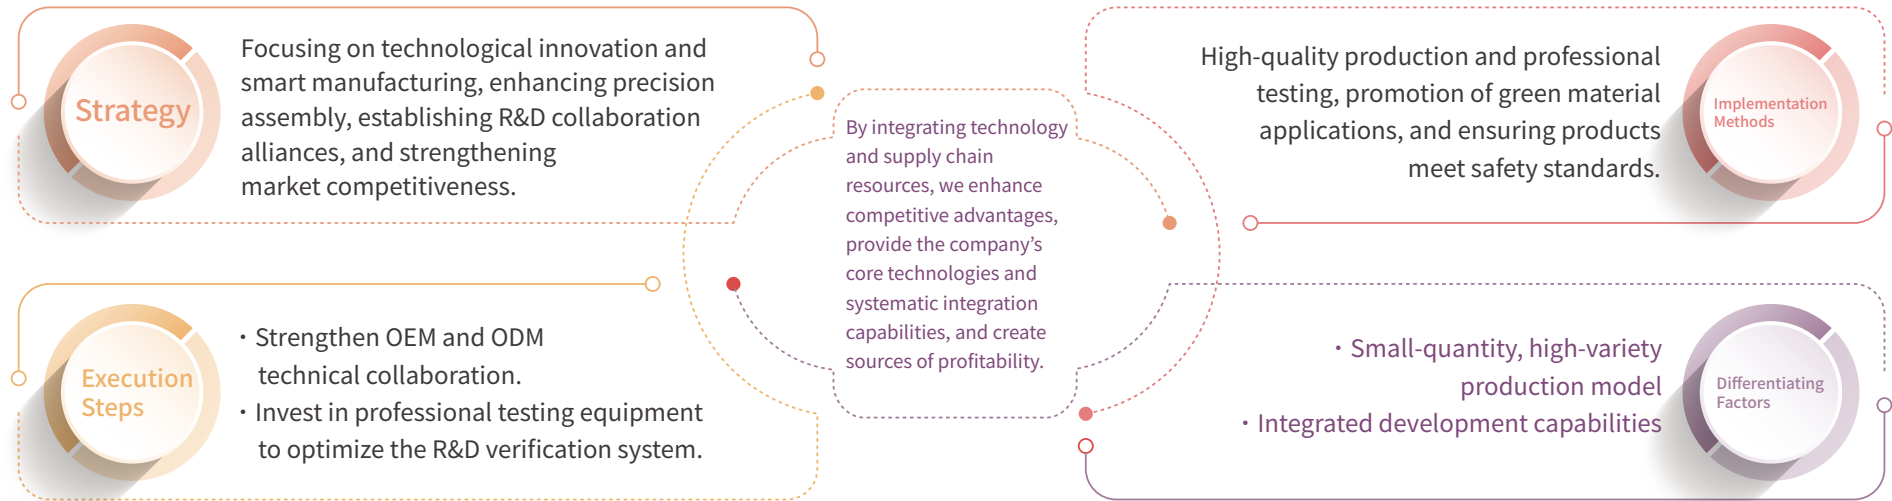 Strategy
Focusing on technological innovation and
smart manufacturing, enhancing precision
assembly, establishing R&D collaboration
alliances, and strengthening
market competitiveness.
Execution
Steps
・Strengthen OEM and ODM
technical collaboration.
・Invest in professional testing equipment
to optimize the R&D verification system.
By integrating technology
and supply chain
resources, we enhance
competitive advantages,
provide the company’s
core technologies and
systematic integration
capabilities, and create
sources of profitability.
High-quality production and professional
testing, promotion of green material
applications, and ensuring products
meet safety standards.
Implementation
Methods
・Small-quantity, high-variety
production model
・Integrated development capabilities
Differentiating
Factors